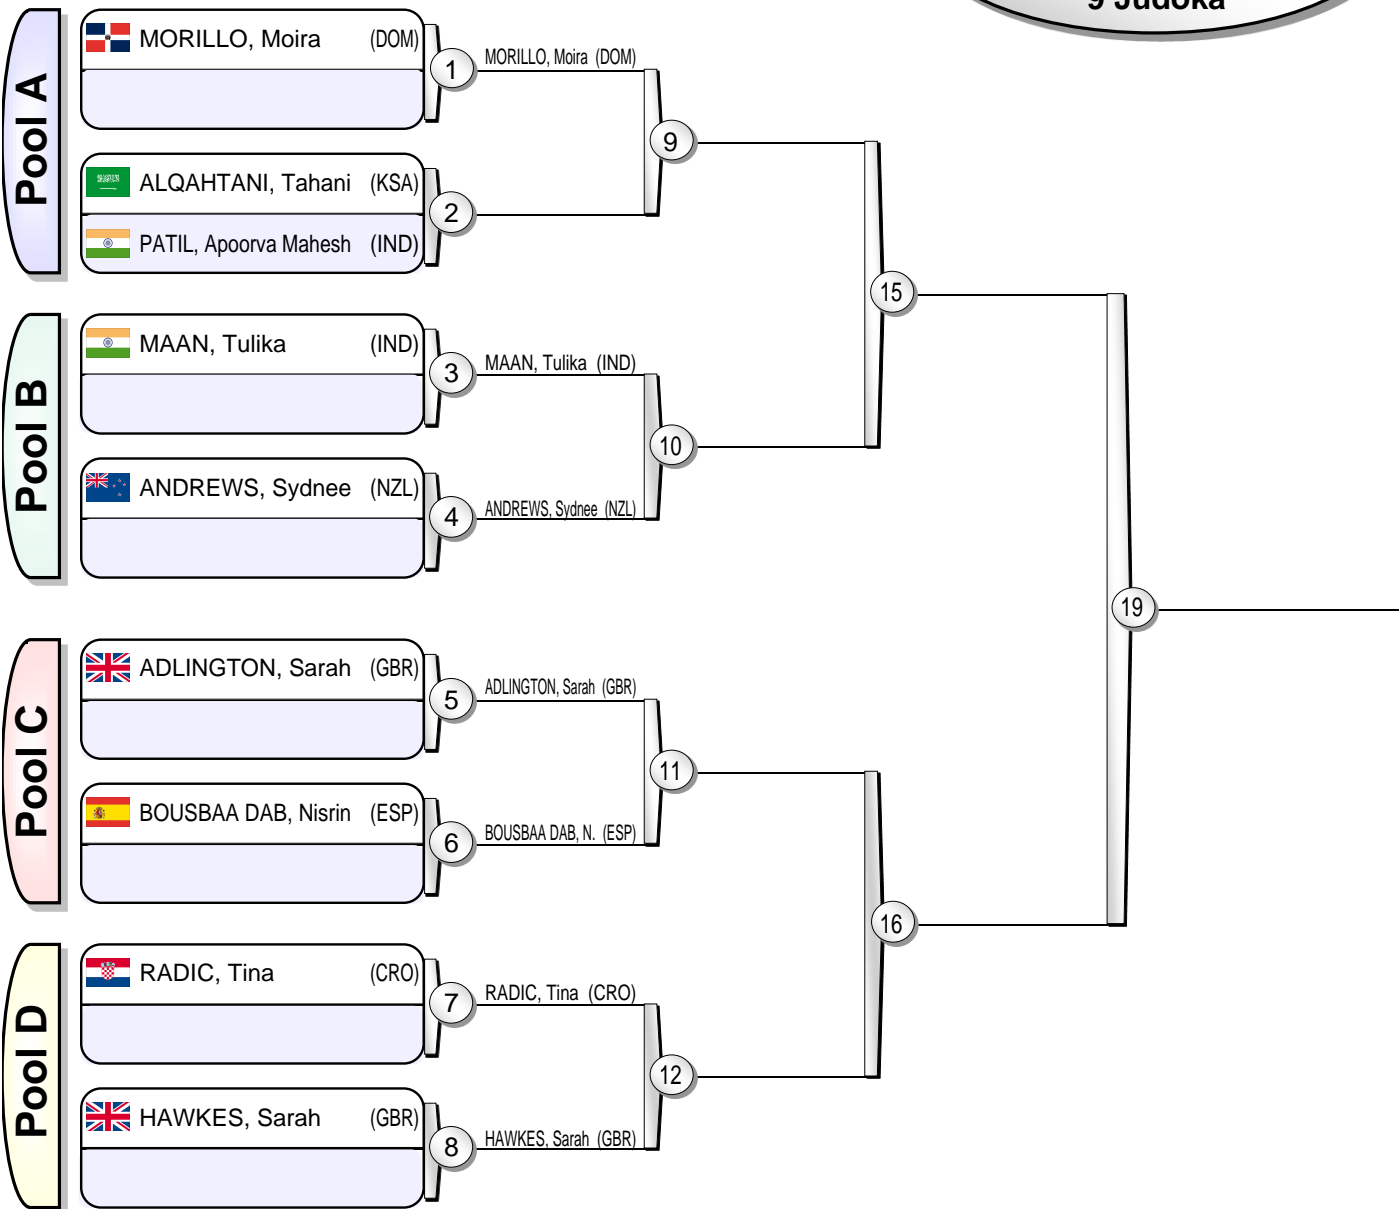 9 Judoka
Pool A
MORILLO, Moira (DOM)
1
MORILLO, Moira (DOM)
9
ALQAHTANI, Tahani (KSA)
2
PATIL, Apoorva Mahesh (IND)
15
Pool B
MAAN, Tulika (IND)
3
MAAN, Tulika (IND)
10
ANDREWS, Sydnee (NZL)
4
ANDREWS, Sydnee (NZL)
19
Pool C
ADLINGTON, Sarah (GBR)
5
ADLINGTON, Sarah (GBR)
11
BOUSBAA DAB, Nisrin (ESP)
6
BOUSBAA DAB, N. (ESP)
16
Pool D
RADIC, Tina (CRO)
7
RADIC, Tina (CRO)
12
HAWKES, Sarah (GBR)
8
HAWKES, Sarah (GBR)